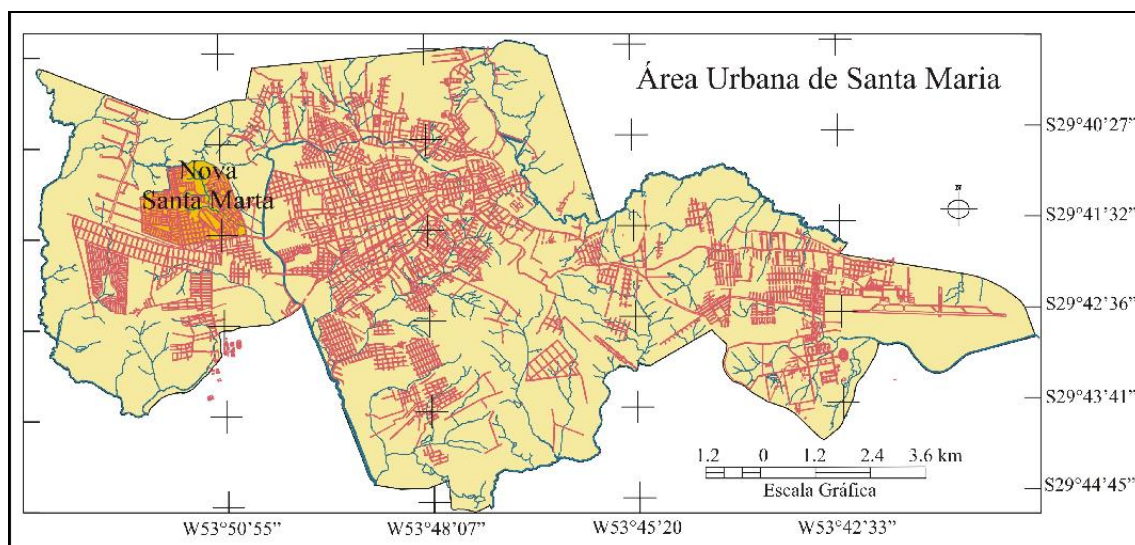 Área Urbana de Santa Maria
S29°40'27”
Nova
Santa Marta
N
S29°41'32”
S29°42'36”
S29°43'41”
1.2 0 1.2 2.4 3.6 km
Escala Gráfica
S29°44'45”
W53°50'55” W53°48'07” W53°45'20 W53°42'33”